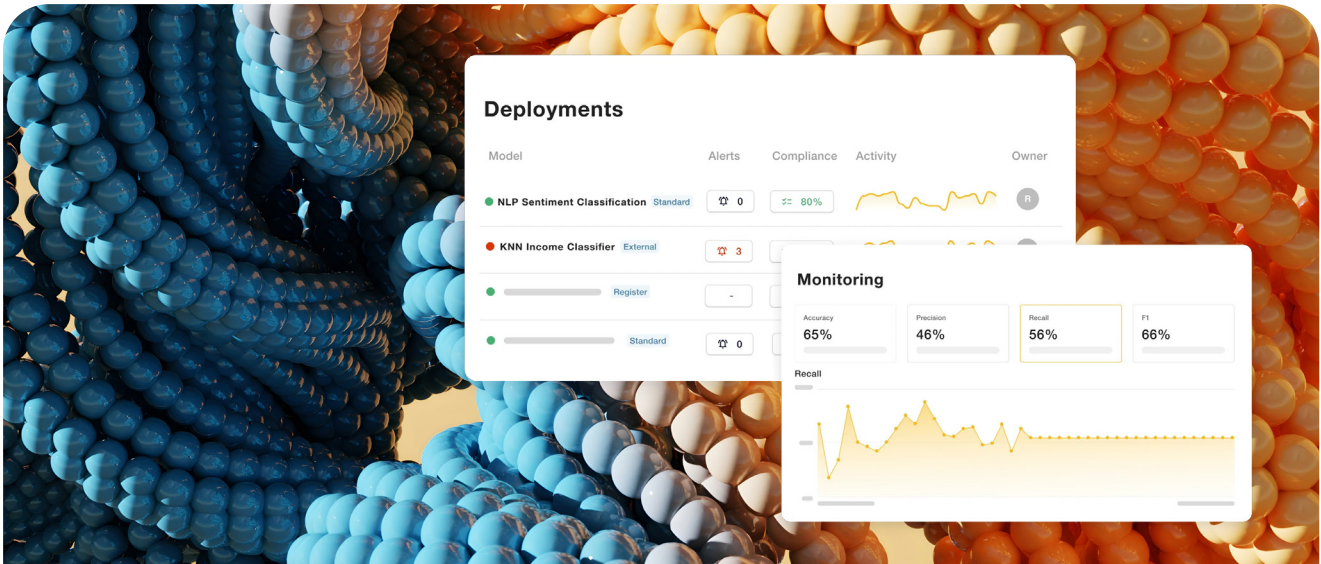 Deployments
Model Alerts Compliance Activity Owner
NLP Sentiment Classification Standard 0 80% R
KNN Income Classifier External 3
Register -
Standard 0
Monitoring
Accuracy Precision Recall F1
65% 46% 56% 66%
Recall